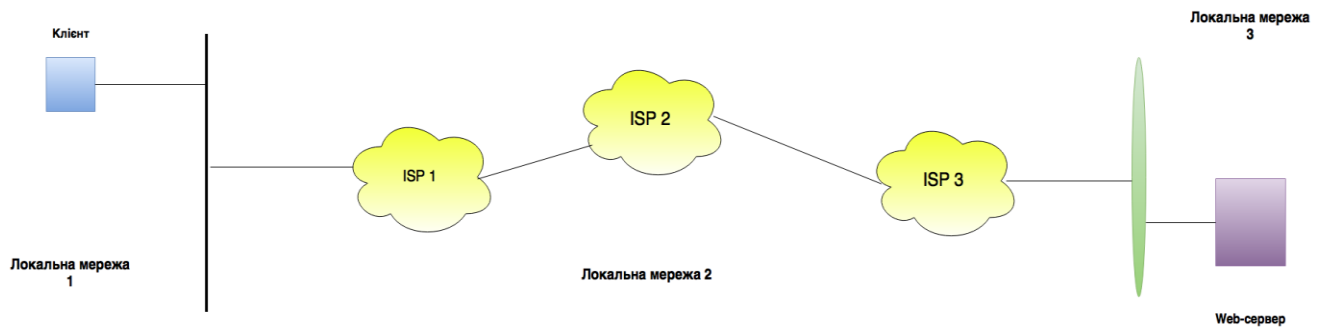 Клієнт
Локальна мережа
1
ISP 1
ISP 2
Локальна мережа 2
ISP 3
Локальна мережа
3
Web-сервер